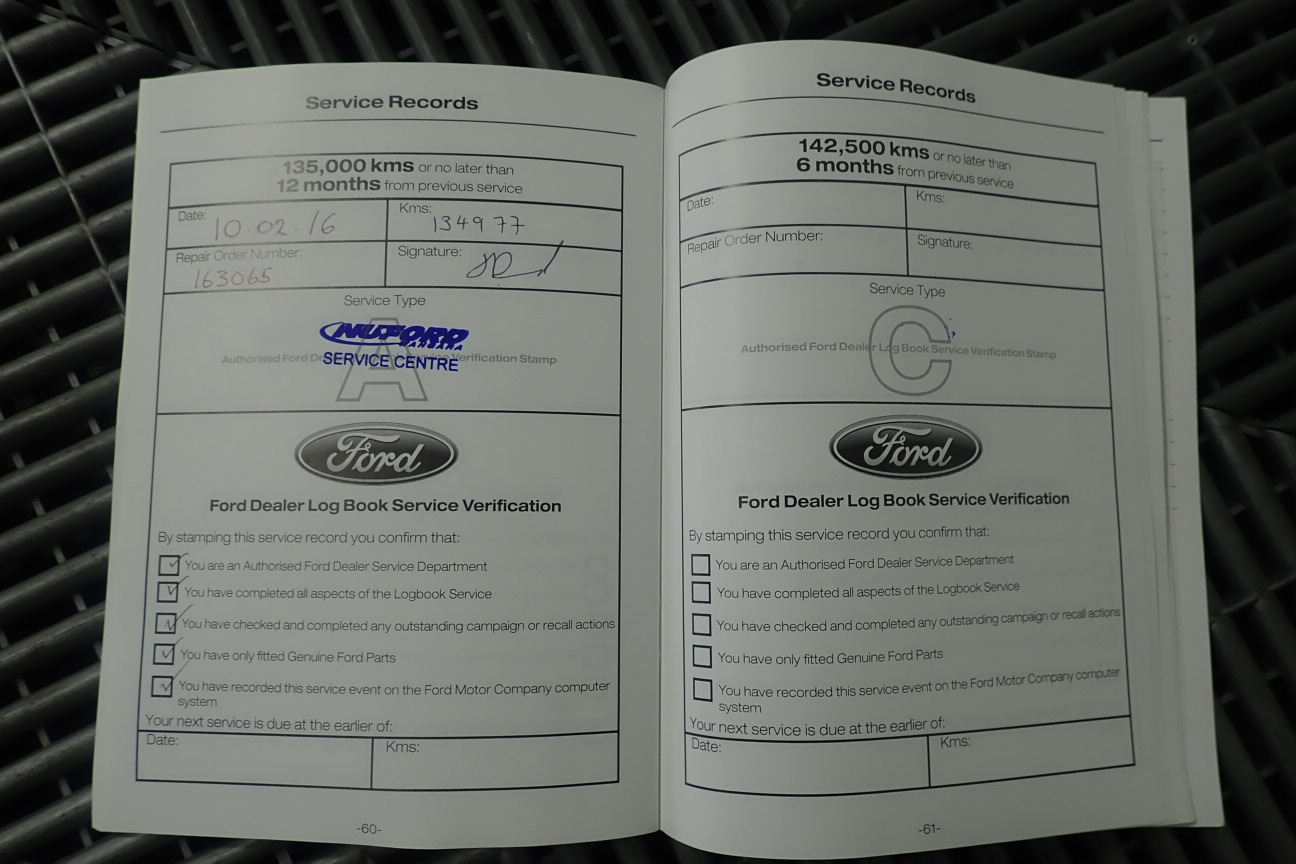 Service Records
135,000 kms or no later than
12 months from previous service
Date: 10.02.16
Kms: 134977
Repair Order Number: 163065
Signature:
Service Type
A
NUFORD
SERVICE CENTRE
Authorised Ford De Verification Stamp
Ford
Ford Dealer Log Book Service Verification
By stamping this service record you confirm that:
You are an Authorised Ford Dealer Service Department
You have completed all aspects of the Logbook Service
You have checked and completed any outstanding campaign or recall actions
You have only fitted Genuine Ford Parts
You have recorded this service event on the Ford Motor Company computer
system
Your next service is due at the earlier of:
Date:
Kms:
-60-
Service Records
142,500 kms or no later than
6 months from previous service
Date:
Kms:
Repair Order Number:
Signature:
Service Type
C
Authorised Ford Dealer Log Book Service Verification Stamp
Ford
Ford Dealer Log Book Service Verification
By stamping this service record you confirm that:
You are an Authorised Ford Dealer Service Department
You have completed all aspects of the Logbook Service
You have checked and completed any outstanding campaign or recall actions
You have only fitted Genuine Ford Parts
You have recorded this service event on the Ford Motor Company computer
system
Your next service is due at the earlier of:
Date:
Kms:
-61-